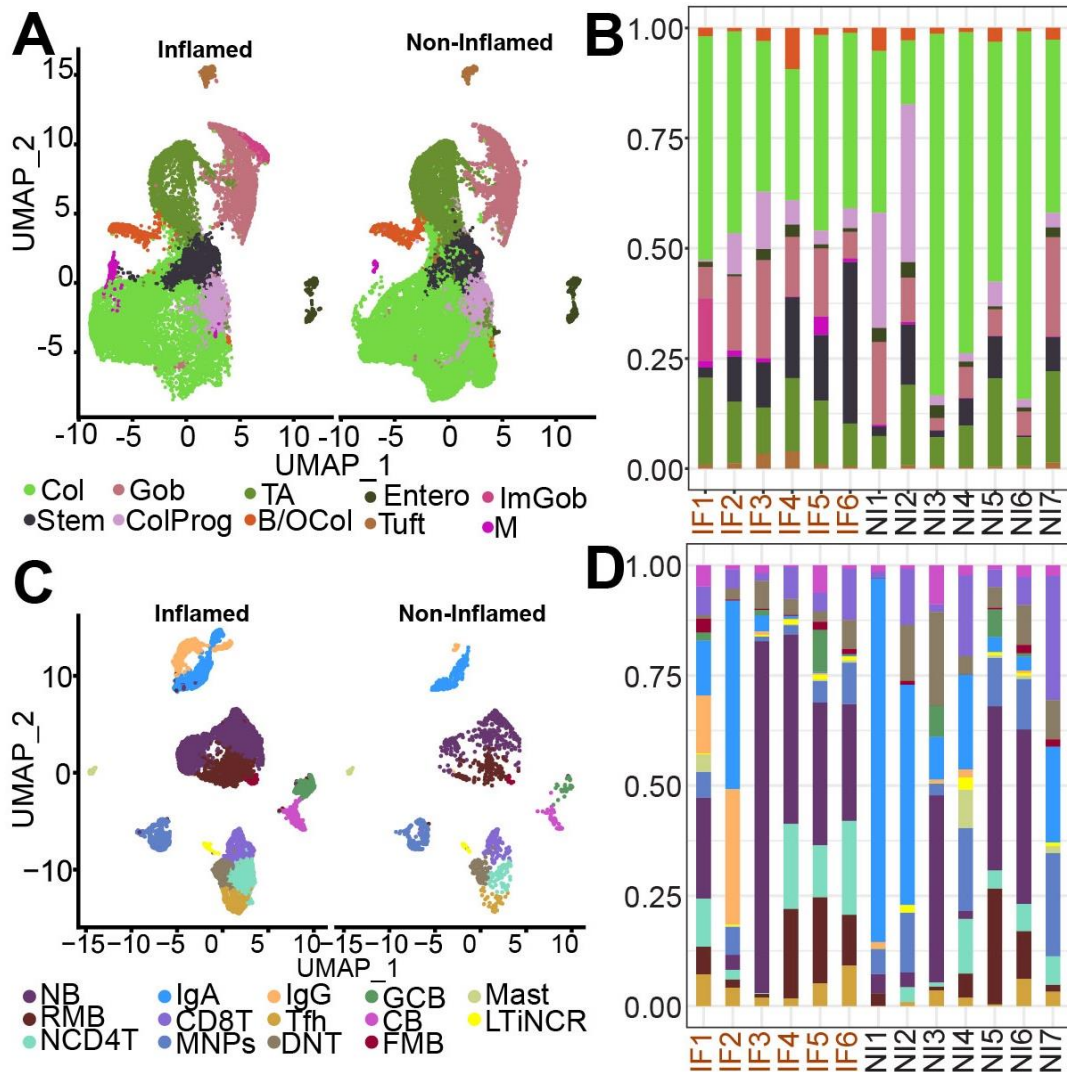 A
Inflamed
Non-Inflamed
UMAP_2
15
10
5
0
-5
-10 -5 0 5 10 -10 -5 0 5 10
UMAP_1
Col Gob TA Entero ImGob
Stem ColProg B/OCol Tuft M
B
1.00
0.75
0.50
0.25
0.00
IF1 IF2 IF3 IF4 IF5 IF6 NI1 NI2 NI3 NI4 NI5 NI6 NI7
C
Inflamed
Non-Inflamed
UMAP_2
10
0
-10
-15 -10 -5 0 5 10 -15 -10 -5 0 5 10
UMAP_1
NB IgA IgG GCB Mast
RMB CD8T Tfh CB LTiNCR
NCD4T MNPs DNT FMB
D
1.00
0.75
0.50
0.25
0.00
IF1 IF2 IF3 IF4 IF5 IF6 NI1 NI2 NI3 NI4 NI5 NI6 NI7